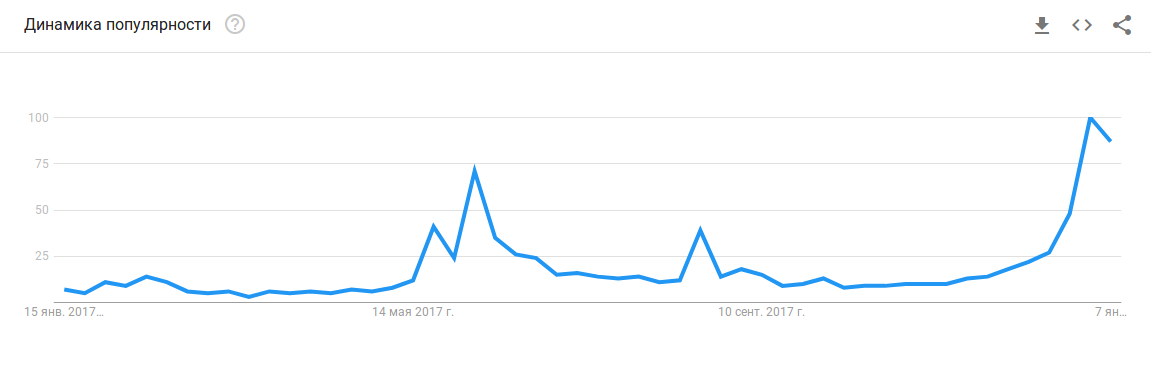 Динамика популярности ?
100
75
50
25
15 янв. 2017…
14 мая 2017 г.
10 сент. 2017 г.
7 ян…